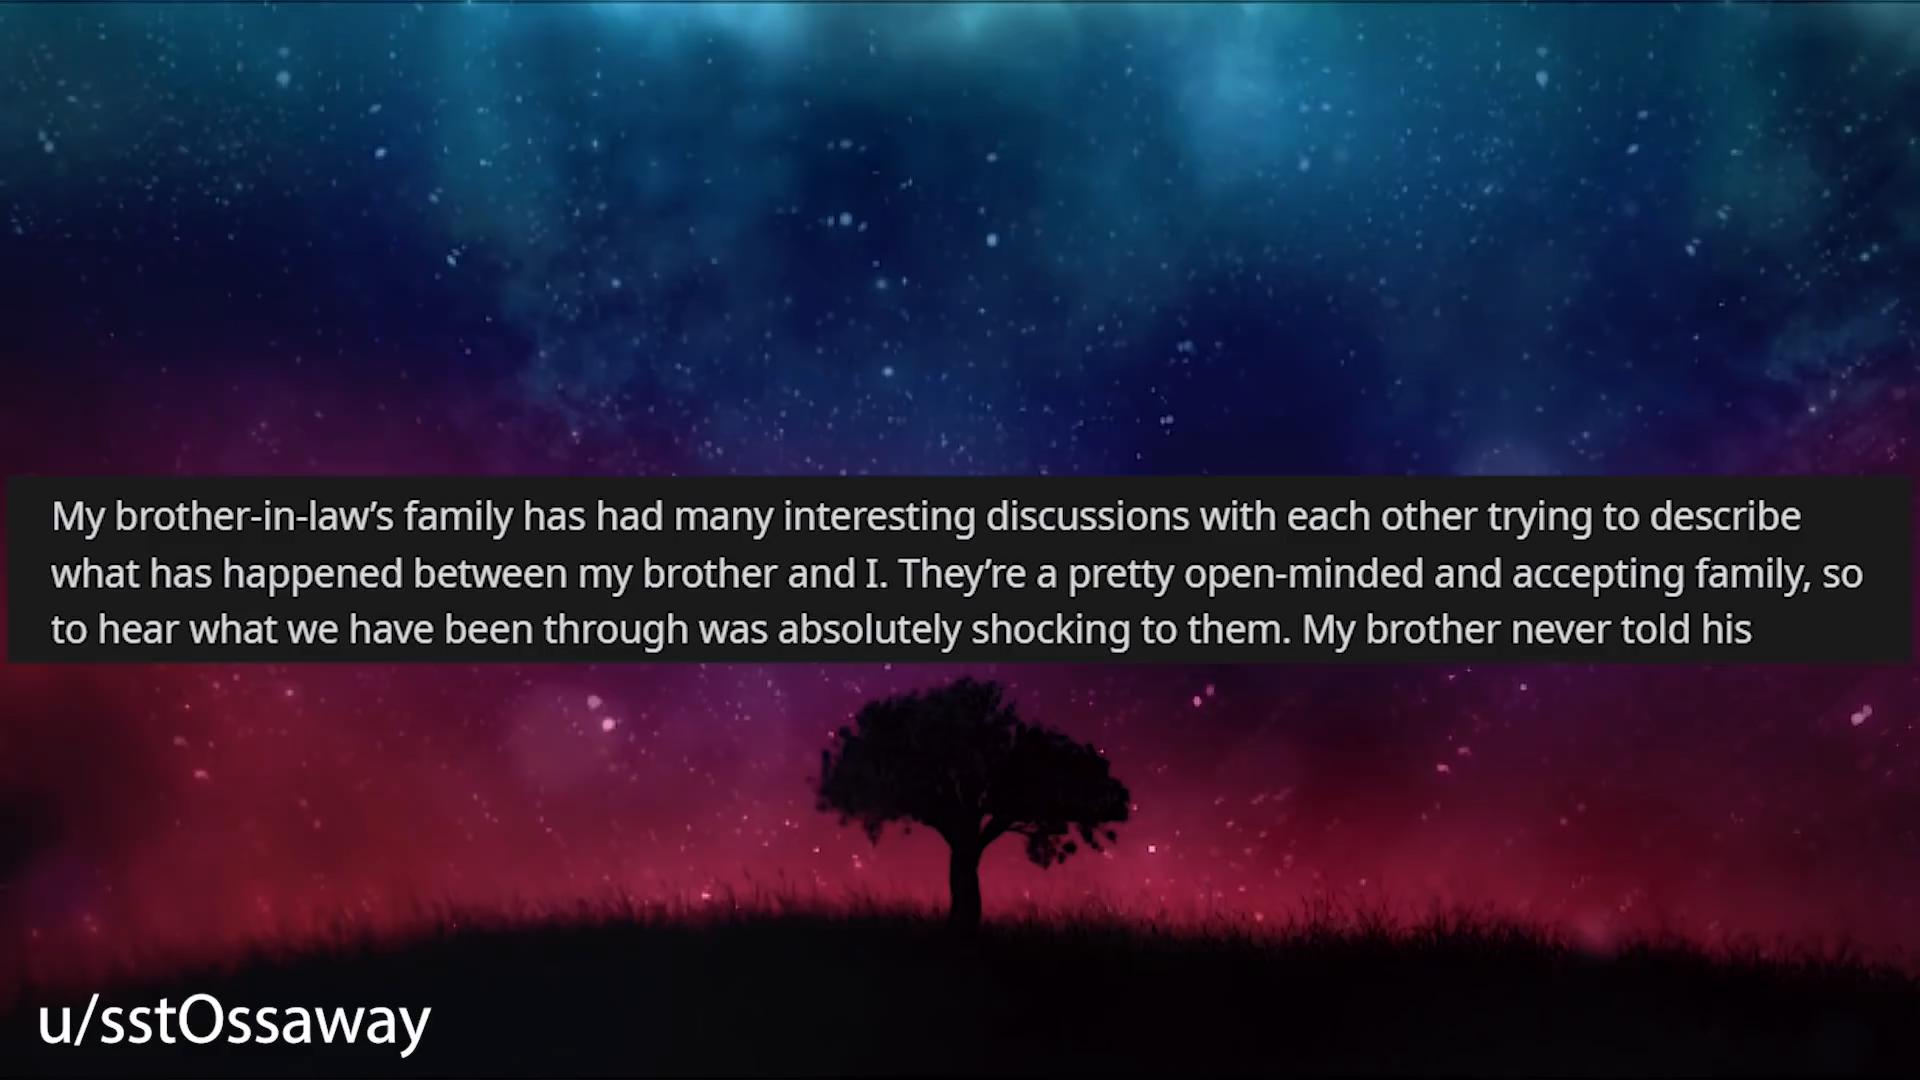 My brother-in-law’s family has had many interesting discussions with each other trying to describe
what has happened between my brother and I. They’re a pretty open-minded and accepting family, so
to hear what we have been through was absolutely shocking to them. My brother never told his
u/sstOssaway